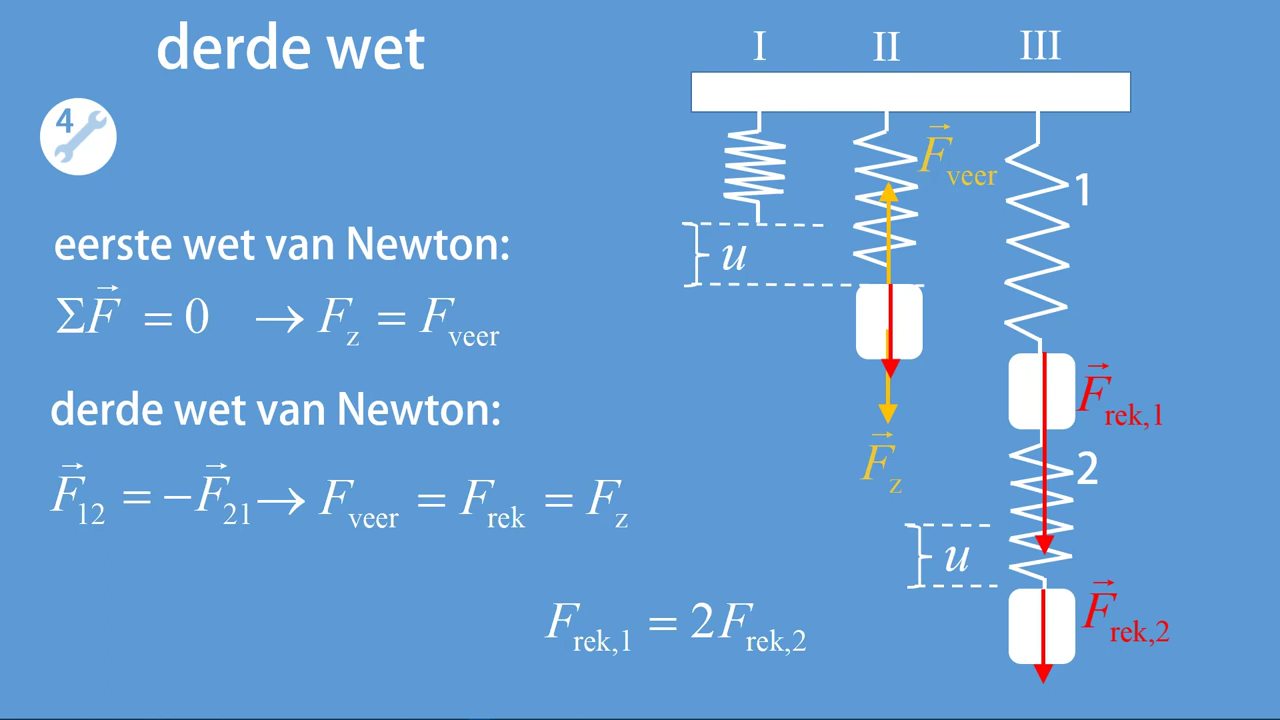 derde wet
4
eerste wet van Newton:
ΣF⃗ = 0 → F_z = F_veer
derde wet van Newton:
F⃗_12 = −F⃗_21 → F_veer = F_rek = F_z
F_rek,1 = 2F_rek,2
I II III
F⃗_veer
1
u
F⃗_rek,1
F⃗_z
2
u
F⃗_rek,2